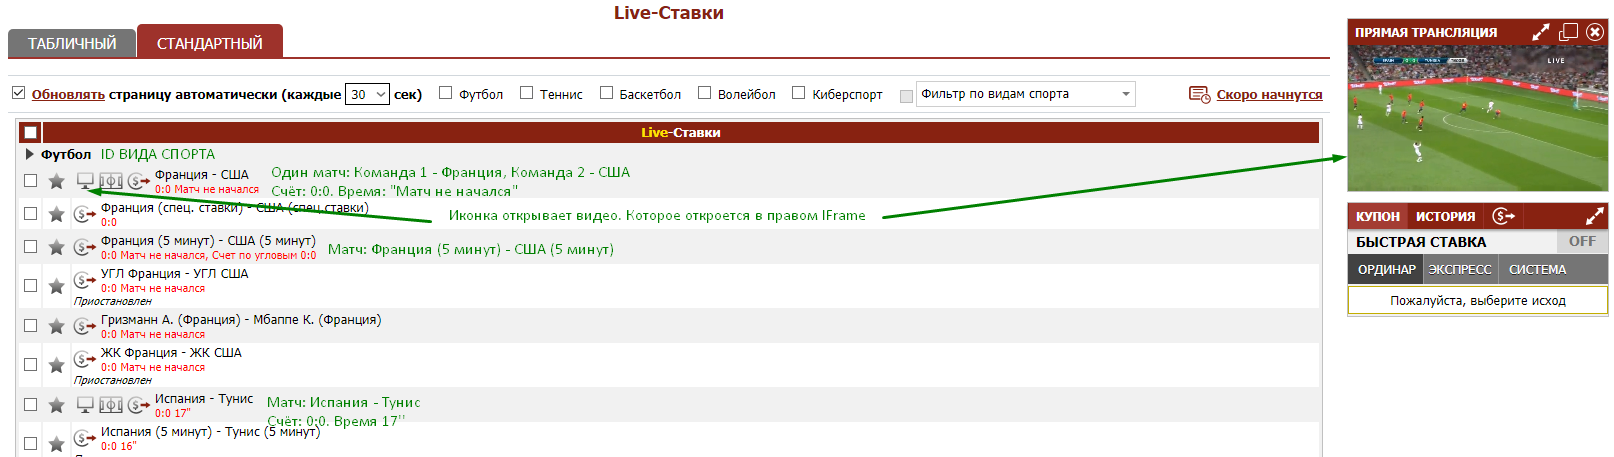 Live-Ставки
ТАБЛИЧНЫЙ
СТАНДАРТНЫЙ
Обновлять страницу автоматически (каждые 30 сек)
Футбол
Теннис
Баскетбол
Волейбол
Киберспорт
Фильтр по видам спорта
Скоро начнутся
Live-Ставки
Футбол ID ВИДА СПОРТА
Франция - США
0:0 Матч не начался
Один матч: Команда 1 - Франция, Команда 2 - США
Счёт: 0:0. Время: "Матч не начался"
Франция (спец. ставки) - США (спец.ставки)
0:0
Иконка открывает видео. Которое откроется в правом IFrame
Франция (5 минут) - США (5 минут)
0:0 Матч не начался, Счет по угловым 0:0
Матч: Франция (5 минут) - США (5 минут)
УГЛ Франция - УГЛ США
0:0 Матч не начался
Приостановлен
Гризманн А. (Франция) - Мбаппе К. (Франция)
0:0 Матч не начался
ЖК Франция - ЖК США
0:0 Матч не начался
Приостановлен
Испания - Тунис
0:0 17"
Матч: Испания - Тунис
Счёт: 0:0. Время 17''
Испания (5 минут) - Тунис (5 минут)
0:0 16"
ПРЯМАЯ ТРАНСЛЯЦИЯ
LIVE
КУПОН
ИСТОРИЯ
БЫСТРАЯ СТАВКА
OFF
ОРДИНАР
ЭКСПРЕСС
СИСТЕМА
Пожалуйста, выберите исход